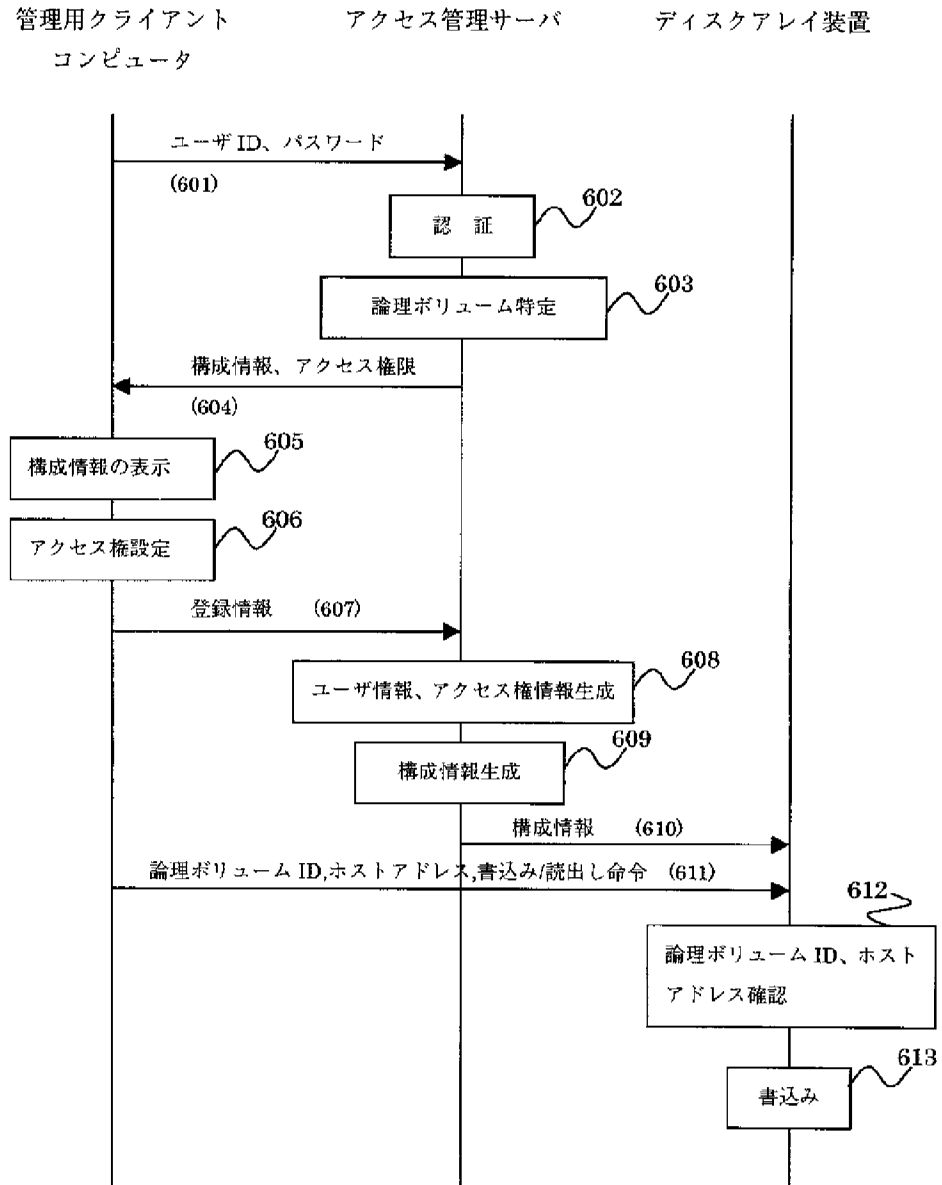 管理用クライアント
コンピュータ
アクセス管理サーバ
ディスクアレイ装置
ユーザ ID、パスワード
(601)
602
認 証
603
論理ボリューム特定
構成情報、アクセス権限
(604)
605
構成情報の表示
606
アクセス権設定
登録情報 (607)
608
ユーザ情報、アクセス権情報生成
609
構成情報生成
構成情報 (610)
論理ボリューム ID,ホストアドレス,書込み/読出し命令 (611)
612
論理ボリューム ID、ホスト
アドレス確認
613
書込み